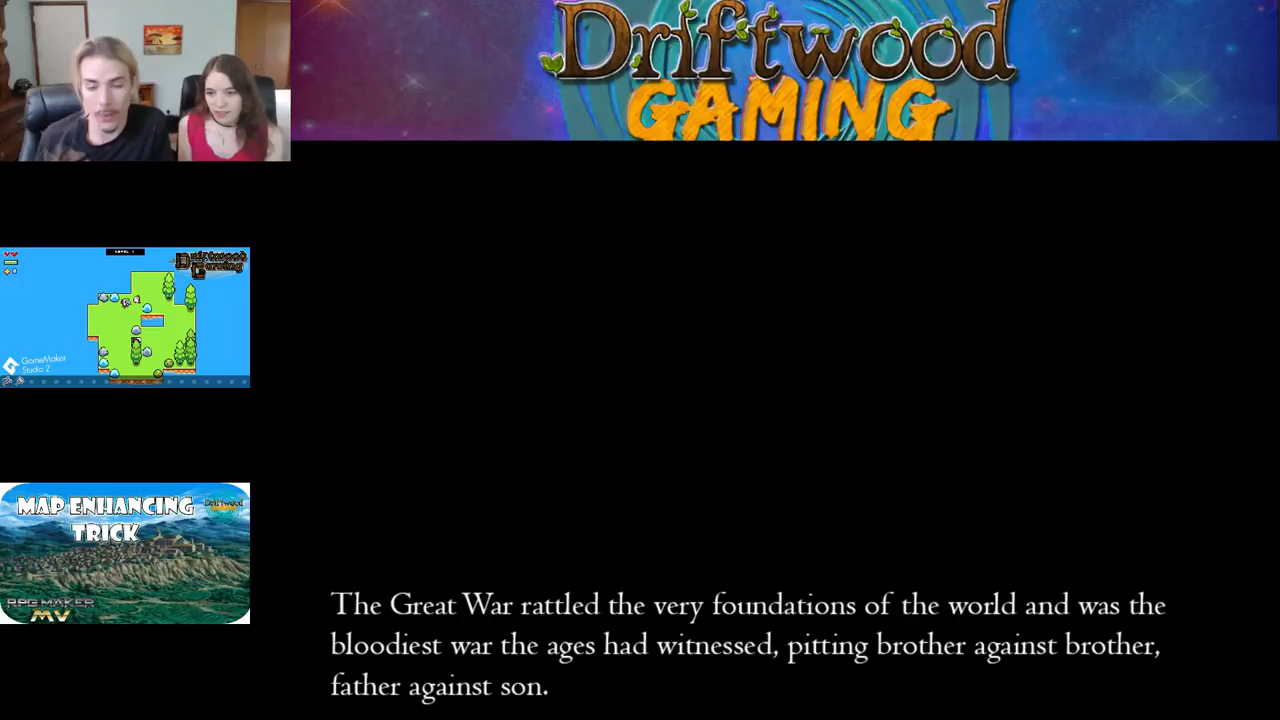 Driftwood
GAMING
LEVEL 1
Driftwood
Gaming
GameMaker
Studio 2
MAP ENHANCING
TRICK
Driftwood
GAMING
RPG MAKER
MV
The Great War rattled the very foundations of the world and was the
bloodiest war the ages had witnessed, pitting brother against brother,
father against son.